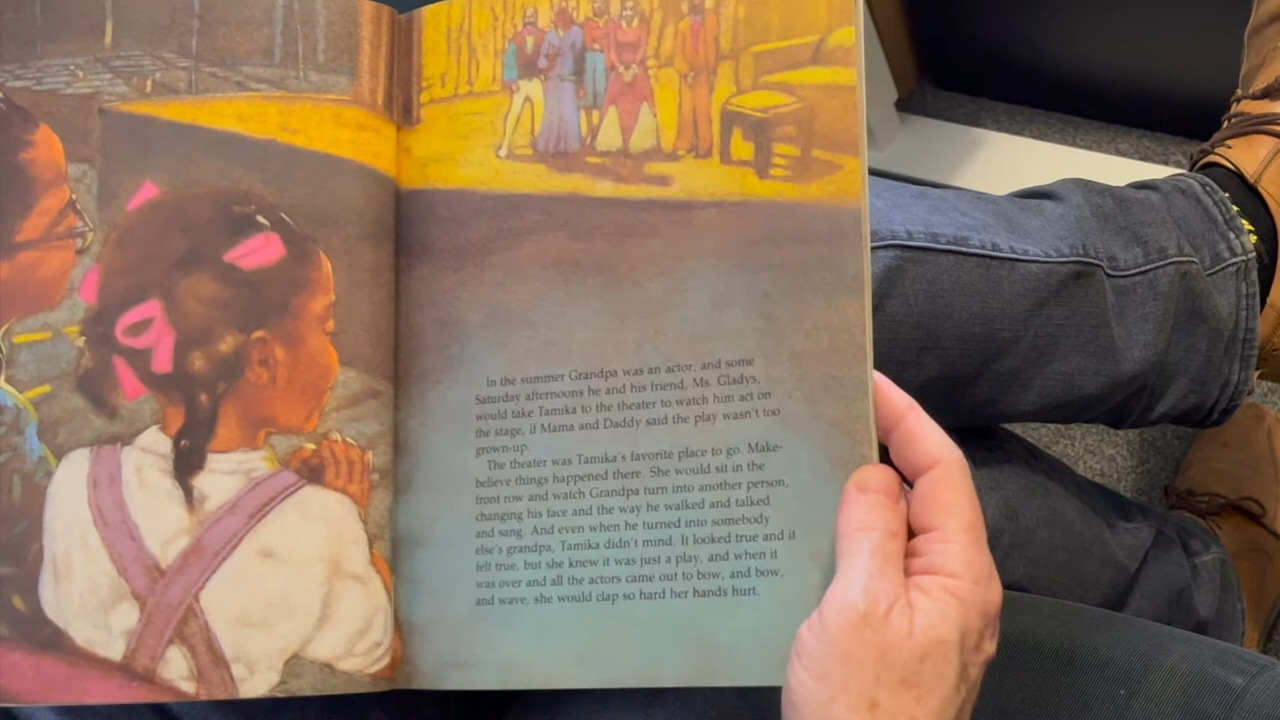 In the summer Grandpa was an actor, and some
Saturday afternoons he and his friend, Ms. Gladys,
would take Tamika to the theater to watch him act on
the stage, if Mama and Daddy said the play wasn't too
grown-up.
The theater was Tamika's favorite place to go. Make-
believe things happened there. She would sit in the
front row and watch Grandpa turn into another person,
changing his face and the way he walked and talked
and sang. And even when he turned into somebody
else's grandpa, Tamika didn't mind. It looked true and it
felt true, but she knew it was just a play, and when it
was over and all the actors came out to bow, and bow,
and wave, she would clap so hard her hands hurt.